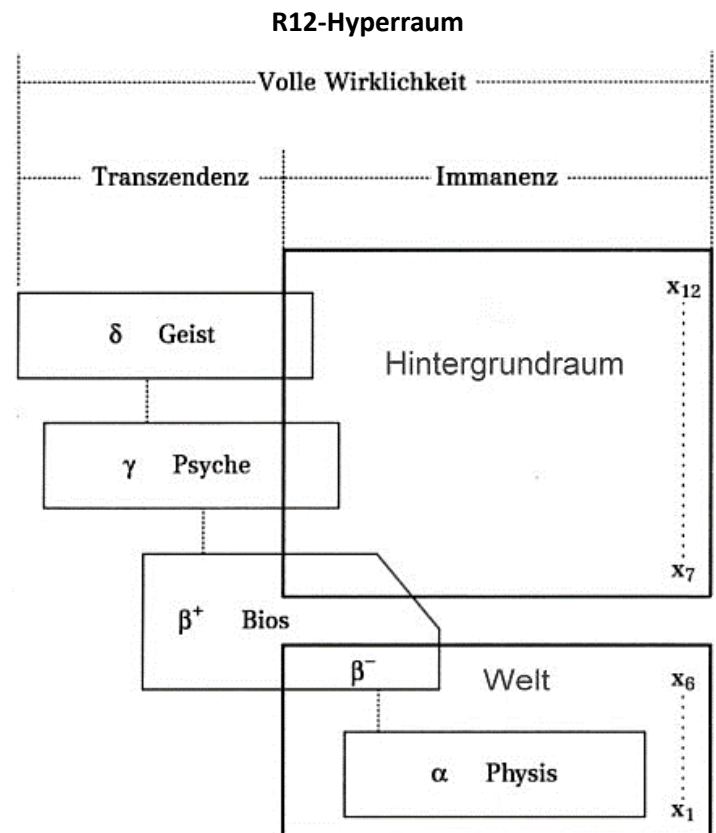 R12-Hyperraum
Volle Wirklichkeit
Transzendenz Immanenz
x₁₂
δ Geist
Hintergrundraum
γ Psyche
x₇
β⁺ Bios
β⁻
Welt
x₆
α Physis
x₁